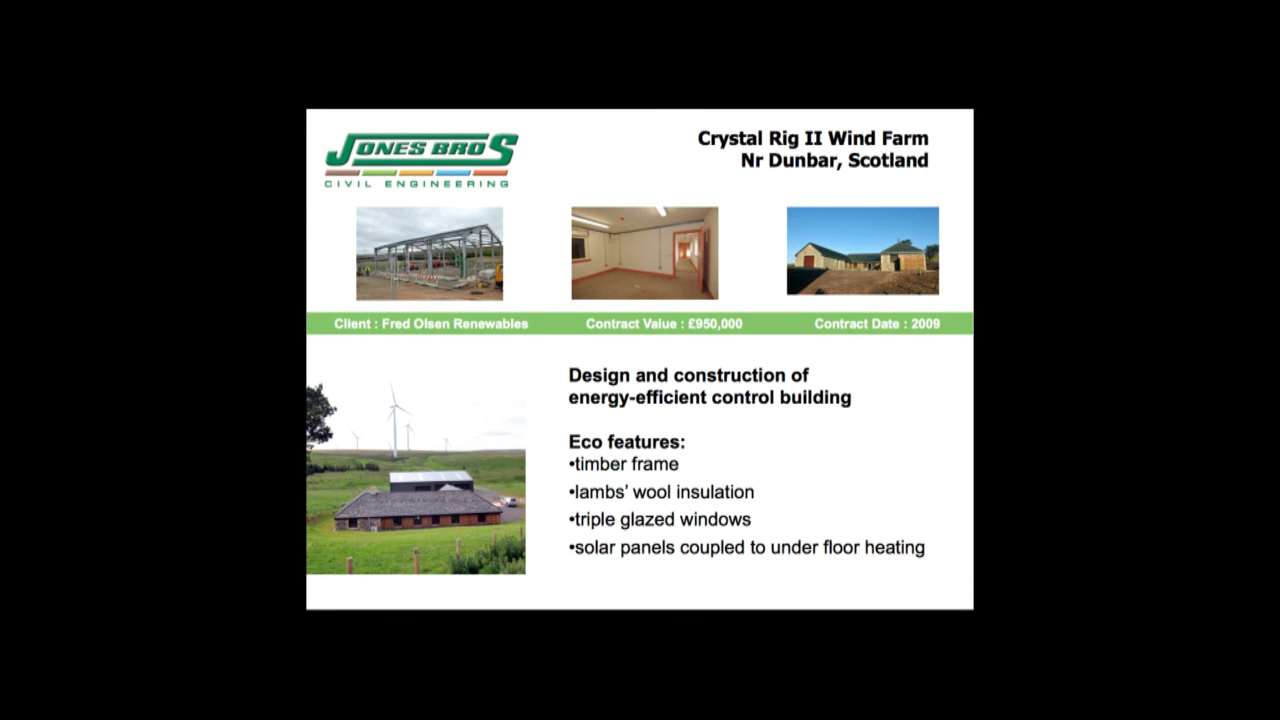 JONES BROS
CIVIL ENGINEERING
Crystal Rig II Wind Farm
Nr Dunbar, Scotland
Client : Fred Olsen Renewables
Contract Value : £950,000
Contract Date : 2009
Design and construction of
energy-efficient control building
Eco features:
•timber frame
•lambs’ wool insulation
•triple glazed windows
•solar panels coupled to under floor heating